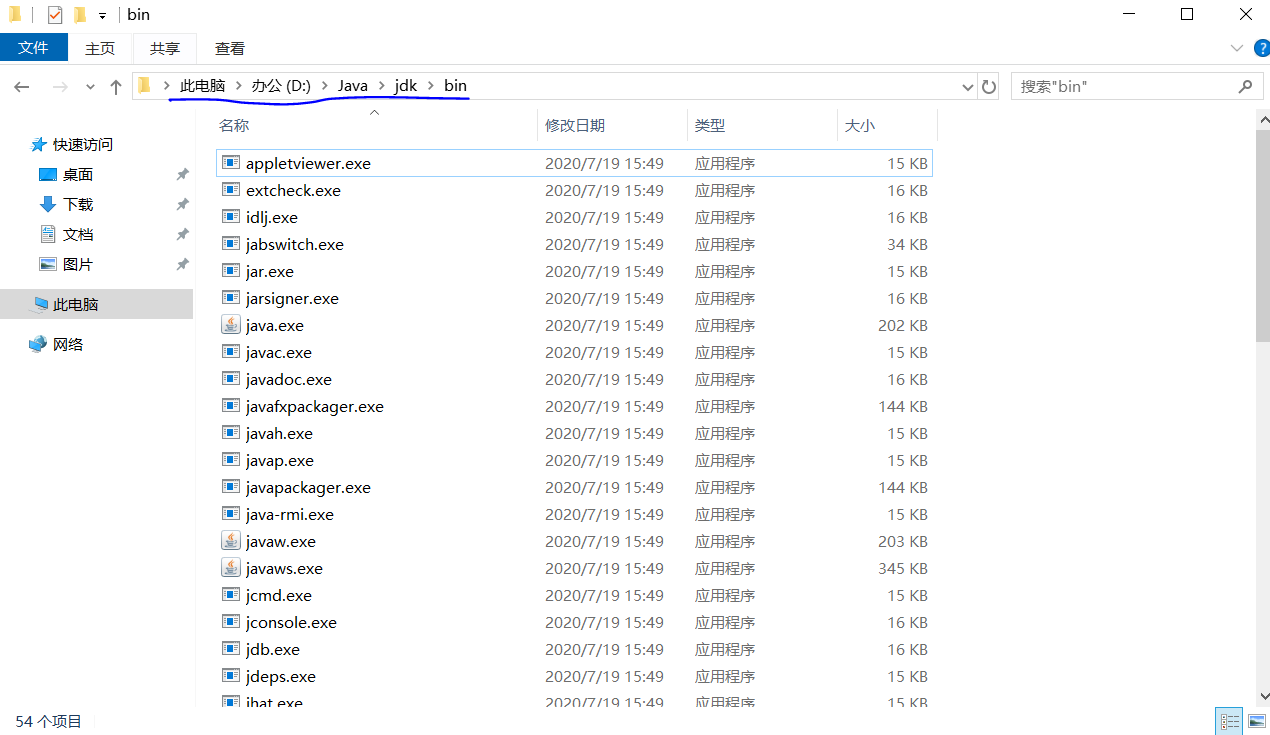 bin
文件 主页 共享 查看
此电脑 办公 (D:) Java jdk bin 搜索"bin"
名称 修改日期 类型 大小
快速访问
桌面
下载
文档
图片
此电脑
网络
appletviewer.exe 2020/7/19 15:49 应用程序 15 KB
extcheck.exe 2020/7/19 15:49 应用程序 16 KB
idlj.exe 2020/7/19 15:49 应用程序 16 KB
jabswitch.exe 2020/7/19 15:49 应用程序 34 KB
jar.exe 2020/7/19 15:49 应用程序 15 KB
jarsigner.exe 2020/7/19 15:49 应用程序 16 KB
java.exe 2020/7/19 15:49 应用程序 202 KB
javac.exe 2020/7/19 15:49 应用程序 15 KB
javadoc.exe 2020/7/19 15:49 应用程序 16 KB
javafxpackager.exe 2020/7/19 15:49 应用程序 144 KB
javah.exe 2020/7/19 15:49 应用程序 15 KB
javap.exe 2020/7/19 15:49 应用程序 15 KB
javapackager.exe 2020/7/19 15:49 应用程序 144 KB
java-rmi.exe 2020/7/19 15:49 应用程序 15 KB
javaw.exe 2020/7/19 15:49 应用程序 203 KB
javaws.exe 2020/7/19 15:49 应用程序 345 KB
jcmd.exe 2020/7/19 15:49 应用程序 15 KB
jconsole.exe 2020/7/19 15:49 应用程序 16 KB
jdb.exe 2020/7/19 15:49 应用程序 16 KB
jdeps.exe 2020/7/19 15:49 应用程序 15 KB
jhat.exe 2020/7/19 15:49 应用程序 15 KB
54 个项目